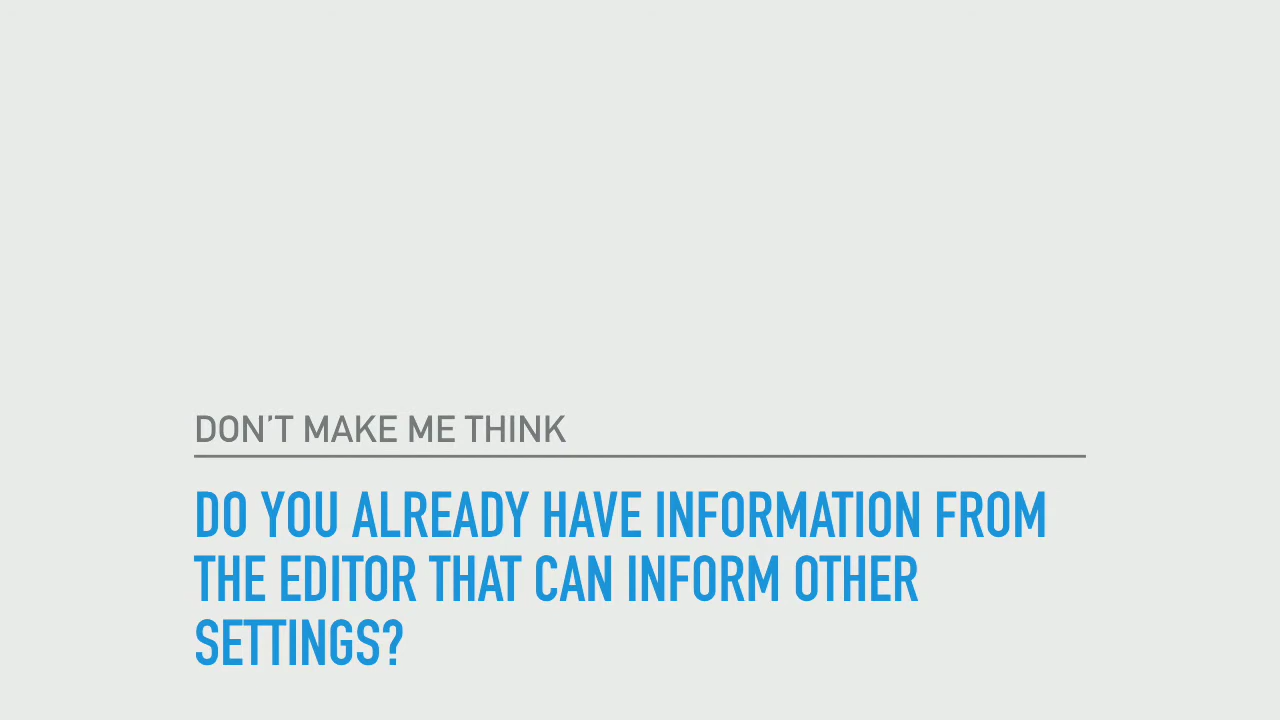 DON’T MAKE ME THINK
DO YOU ALREADY HAVE INFORMATION FROM
THE EDITOR THAT CAN INFORM OTHER
SETTINGS?